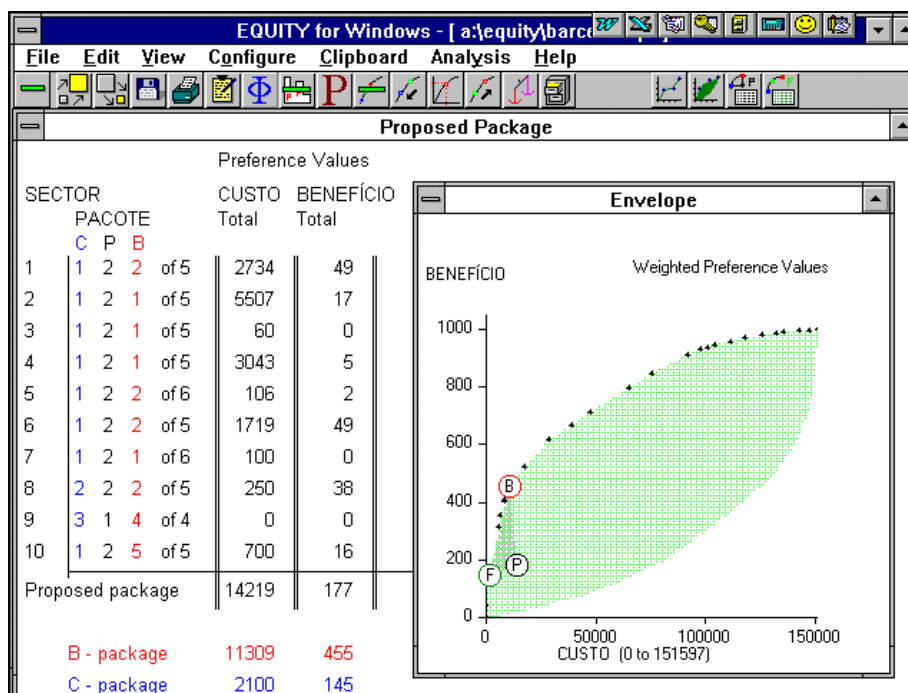 EQUITY for Windows - [ a:\equity\barce
File Edit View Configure Clipboard Analysis Help
Proposed Package
Preference Values
SECTOR CUSTO BENEFÍCIO
PACOTE Total Total
C P B
1 1 2 2 of 5 2734 49
2 1 2 1 of 5 5507 17
3 1 2 1 of 5 60 0
4 1 2 1 of 5 3043 5
5 1 2 2 of 6 106 2
6 1 2 2 of 5 1719 49
7 1 2 1 of 6 100 0
8 2 2 2 of 5 250 38
9 3 1 4 of 4 0 0
10 1 2 5 of 5 700 16
Proposed package 14219 177
B - package 11309 455
C - package 2100 145
Envelope
BENEFÍCIO Weighted Preference Values
1000
800
600
400
200
0
B
P
F
0 50000 100000 150000
CUSTO (0 to 151597)